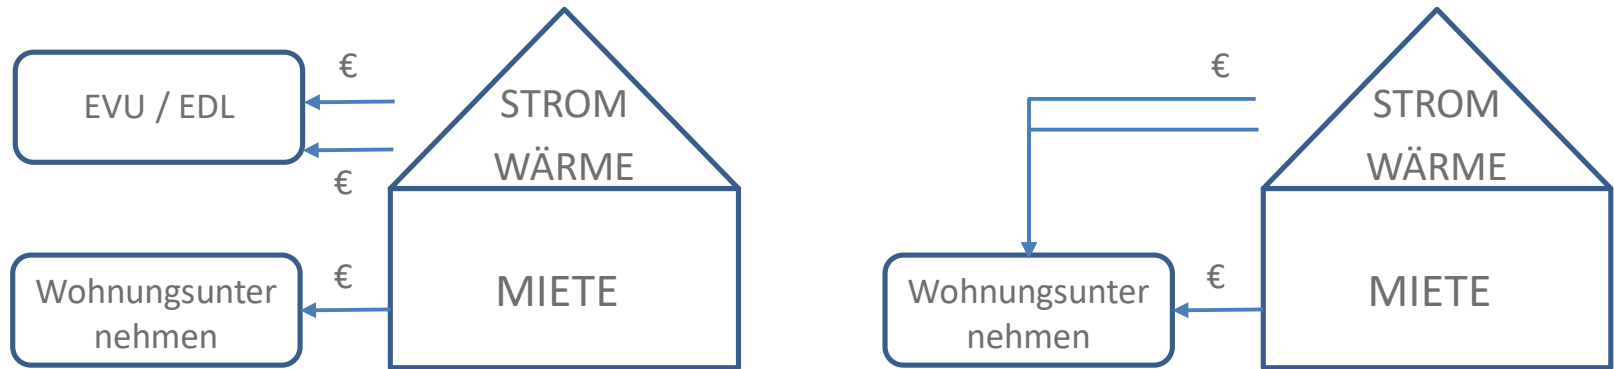 €
EVU / EDL
STROM
WÄRME
€
€
Wohnungsunter
nehmen
MIETE
€
STROM
WÄRME
€
Wohnungsunter
nehmen
MIETE